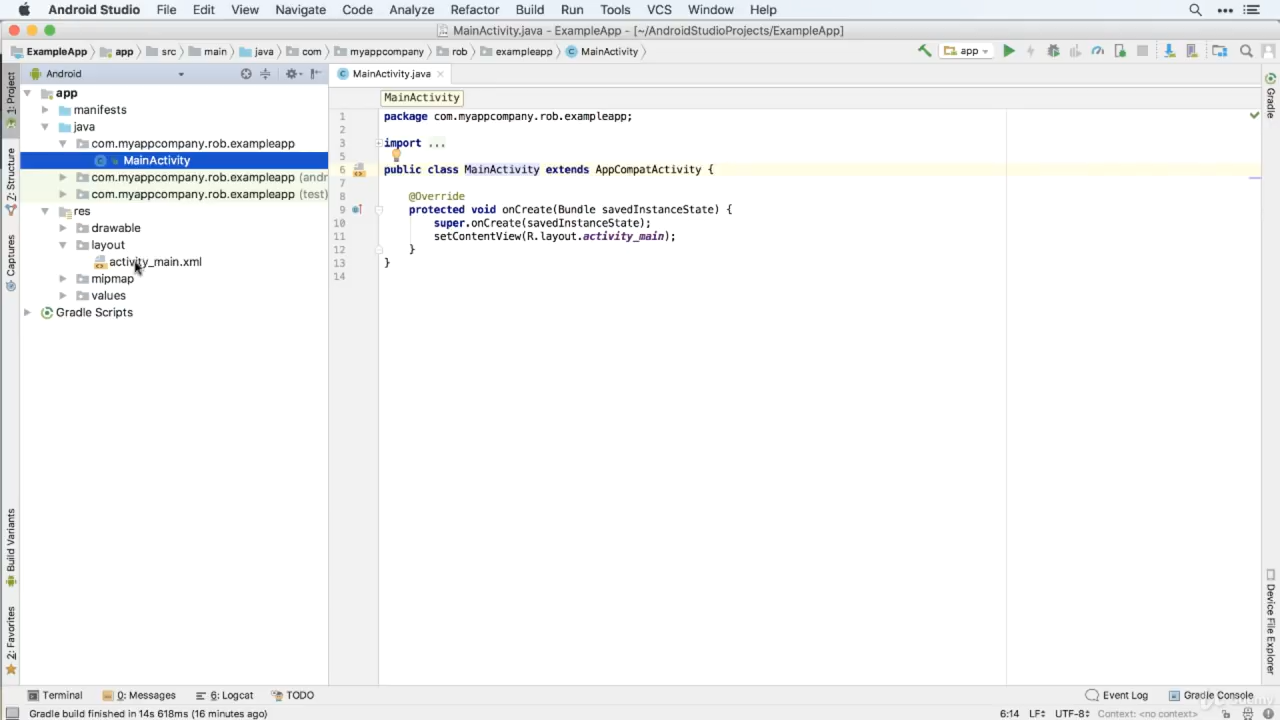 Android Studio File Edit View Navigate Code Analyze Refactor Build Run Tools VCS Window Help
MainActivity.java - ExampleApp - [~/AndroidStudioProjects/ExampleApp]
ExampleApp app src main java com myappcompany rob exampleapp MainActivity
app
Android
MainActivity.java
1: Project
Z: Structure
Captures
Build Variants
2: Favorites
app
manifests
java
com.myappcompany.rob.exampleapp
MainActivity
com.myappcompany.rob.exampleapp (andr
com.myappcompany.rob.exampleapp (test)
res
drawable
layout
activity_main.xml
mipmap
values
Gradle Scripts
MainActivity
1 package com.myappcompany.rob.exampleapp;
2
3 import ...
5
6 public class MainActivity extends AppCompatActivity {
7
8 @Override
9 protected void onCreate(Bundle savedInstanceState) {
10 super.onCreate(savedInstanceState);
11 setContentView(R.layout.activity_main);
12 }
13 }
14
Gradle
Device File Explorer
Terminal 0: Messages 6: Logcat TODO Event Log Gradle Console
Gradle build finished in 14s 618ms (16 minutes ago) 6:14 LF÷ UTF-8÷ Context: <no context>